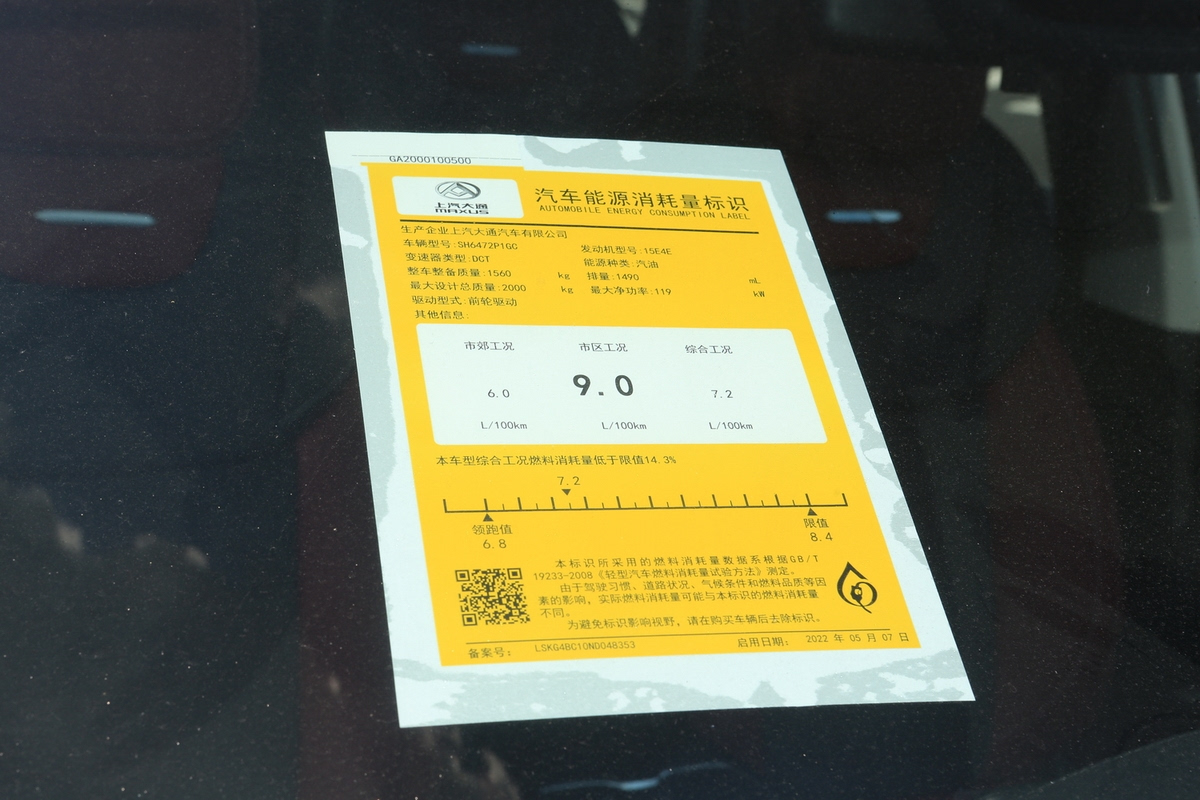 GA2000100500
上汽大通
MAXUS
汽车能源消耗量标识
AUTOMOBILE ENERGY CONSUMPTION LABEL
生产企业上汽大通汽车有限公司
车辆型号:SH6472P1GC 发动机型号:15E4E
变速器类型:DCT 能源种类:汽油
整车整备质量:1560 kg 排量:1490 mL
最大设计总质量:2000 kg 最大净功率:119 kW
驱动型式:前轮驱动
其他信息:
市郊工况 市区工况 综合工况
6.0 9.0 7.2
L/100km L/100km L/100km
本车型综合工况燃料消耗量低于限值14.3%
7.2
领跑值 限值
6.8 8.4
本标识所采用的燃料消耗量数据系根据GB/T
19233-2008《轻型汽车燃料消耗量试验方法》测定。
由于驾驶习惯、道路状况、气候条件和燃料品质等因
素的影响,实际燃料消耗量可能与本标识的燃料消耗量
不同。
为避免标识影响视野,请在购买车辆后去除标识。
备案号: LSKG4BC10ND048353 启用日期: 2022 年 05 月 07 日